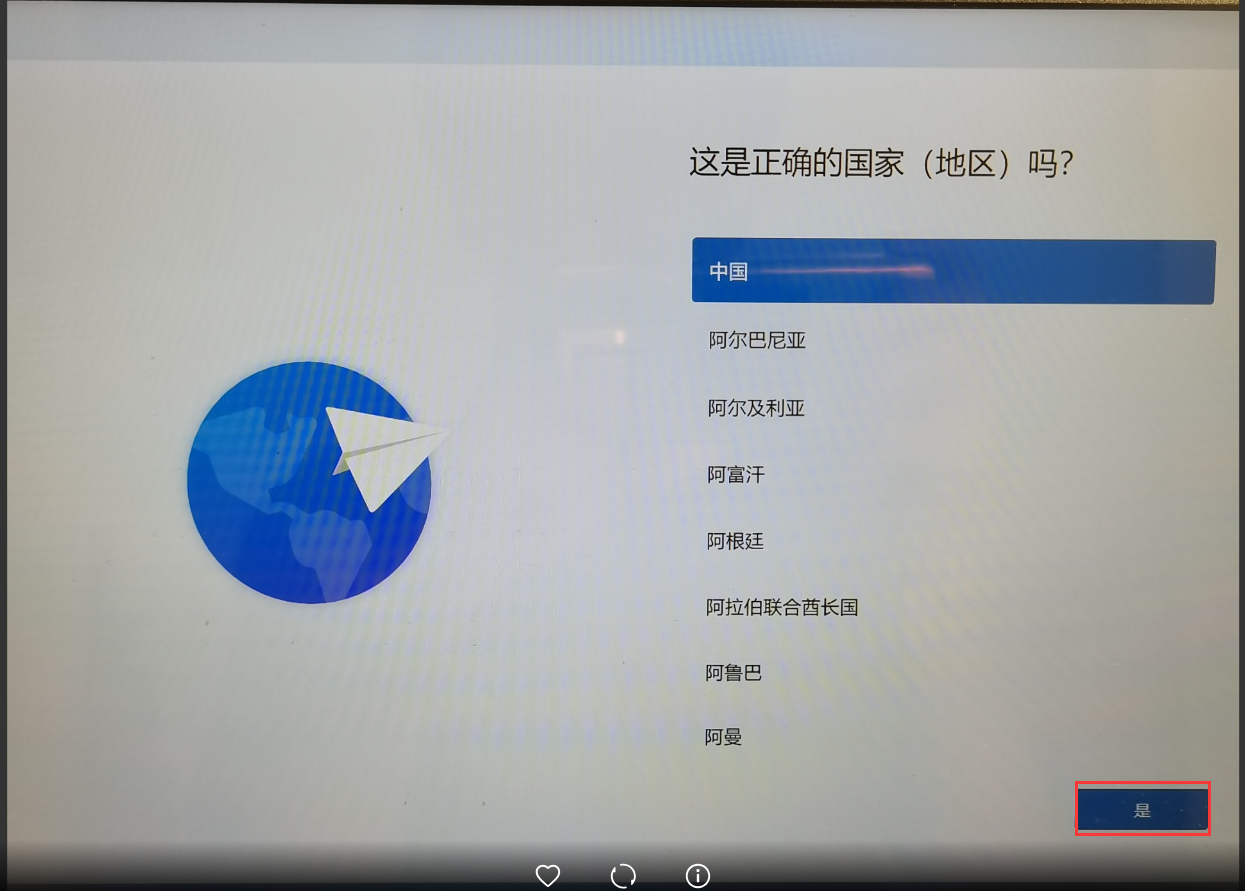 这是正确的国家（地区）吗？
中国
阿尔巴尼亚
阿尔及利亚
阿富汗
阿根廷
阿拉伯联合酋长国
阿鲁巴
阿曼
是